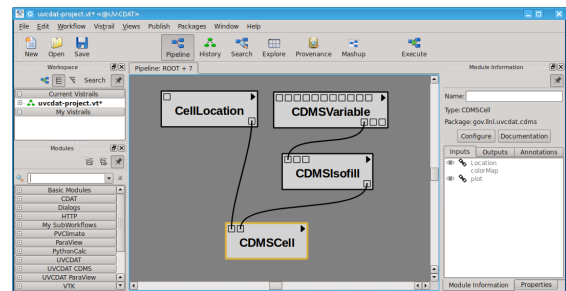 uvcdat-project.vt* <@UV-CDAT>
File Edit Workflow Vistrail Views Publish Packages Window Help
New Open Save Pipeline History Search Explore Provenance Mashup Execute
Workspace
Search
Current Vistrails
uvcdat-project.vt*
My Vistrails
Modules
Basic Modules
CDAT
Dialogs
HTTP
My SubWorkflows
PVClimate
ParaView
PythonCalc
UVCDAT
UVCDAT CDMS
UVCDAT ParaView
VTK
Pipeline: ROOT + 7
CellLocation
CDMSVariable
CDMSIsofill
CDMSCell
Module Information
Name:
Type: CDMSCell
Package: gov.llnl.uvcdat.cdms
Configure Documentation
Inputs Outputs Annotations
Location
colorMap
plot
Module Information Properties